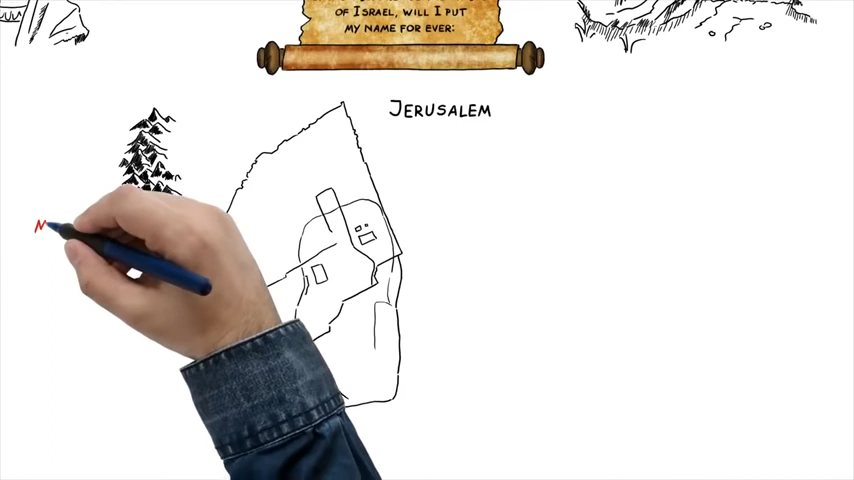 OF ISRAEL, WILL I PUT
MY NAME FOR EVER:
JERUSALEM